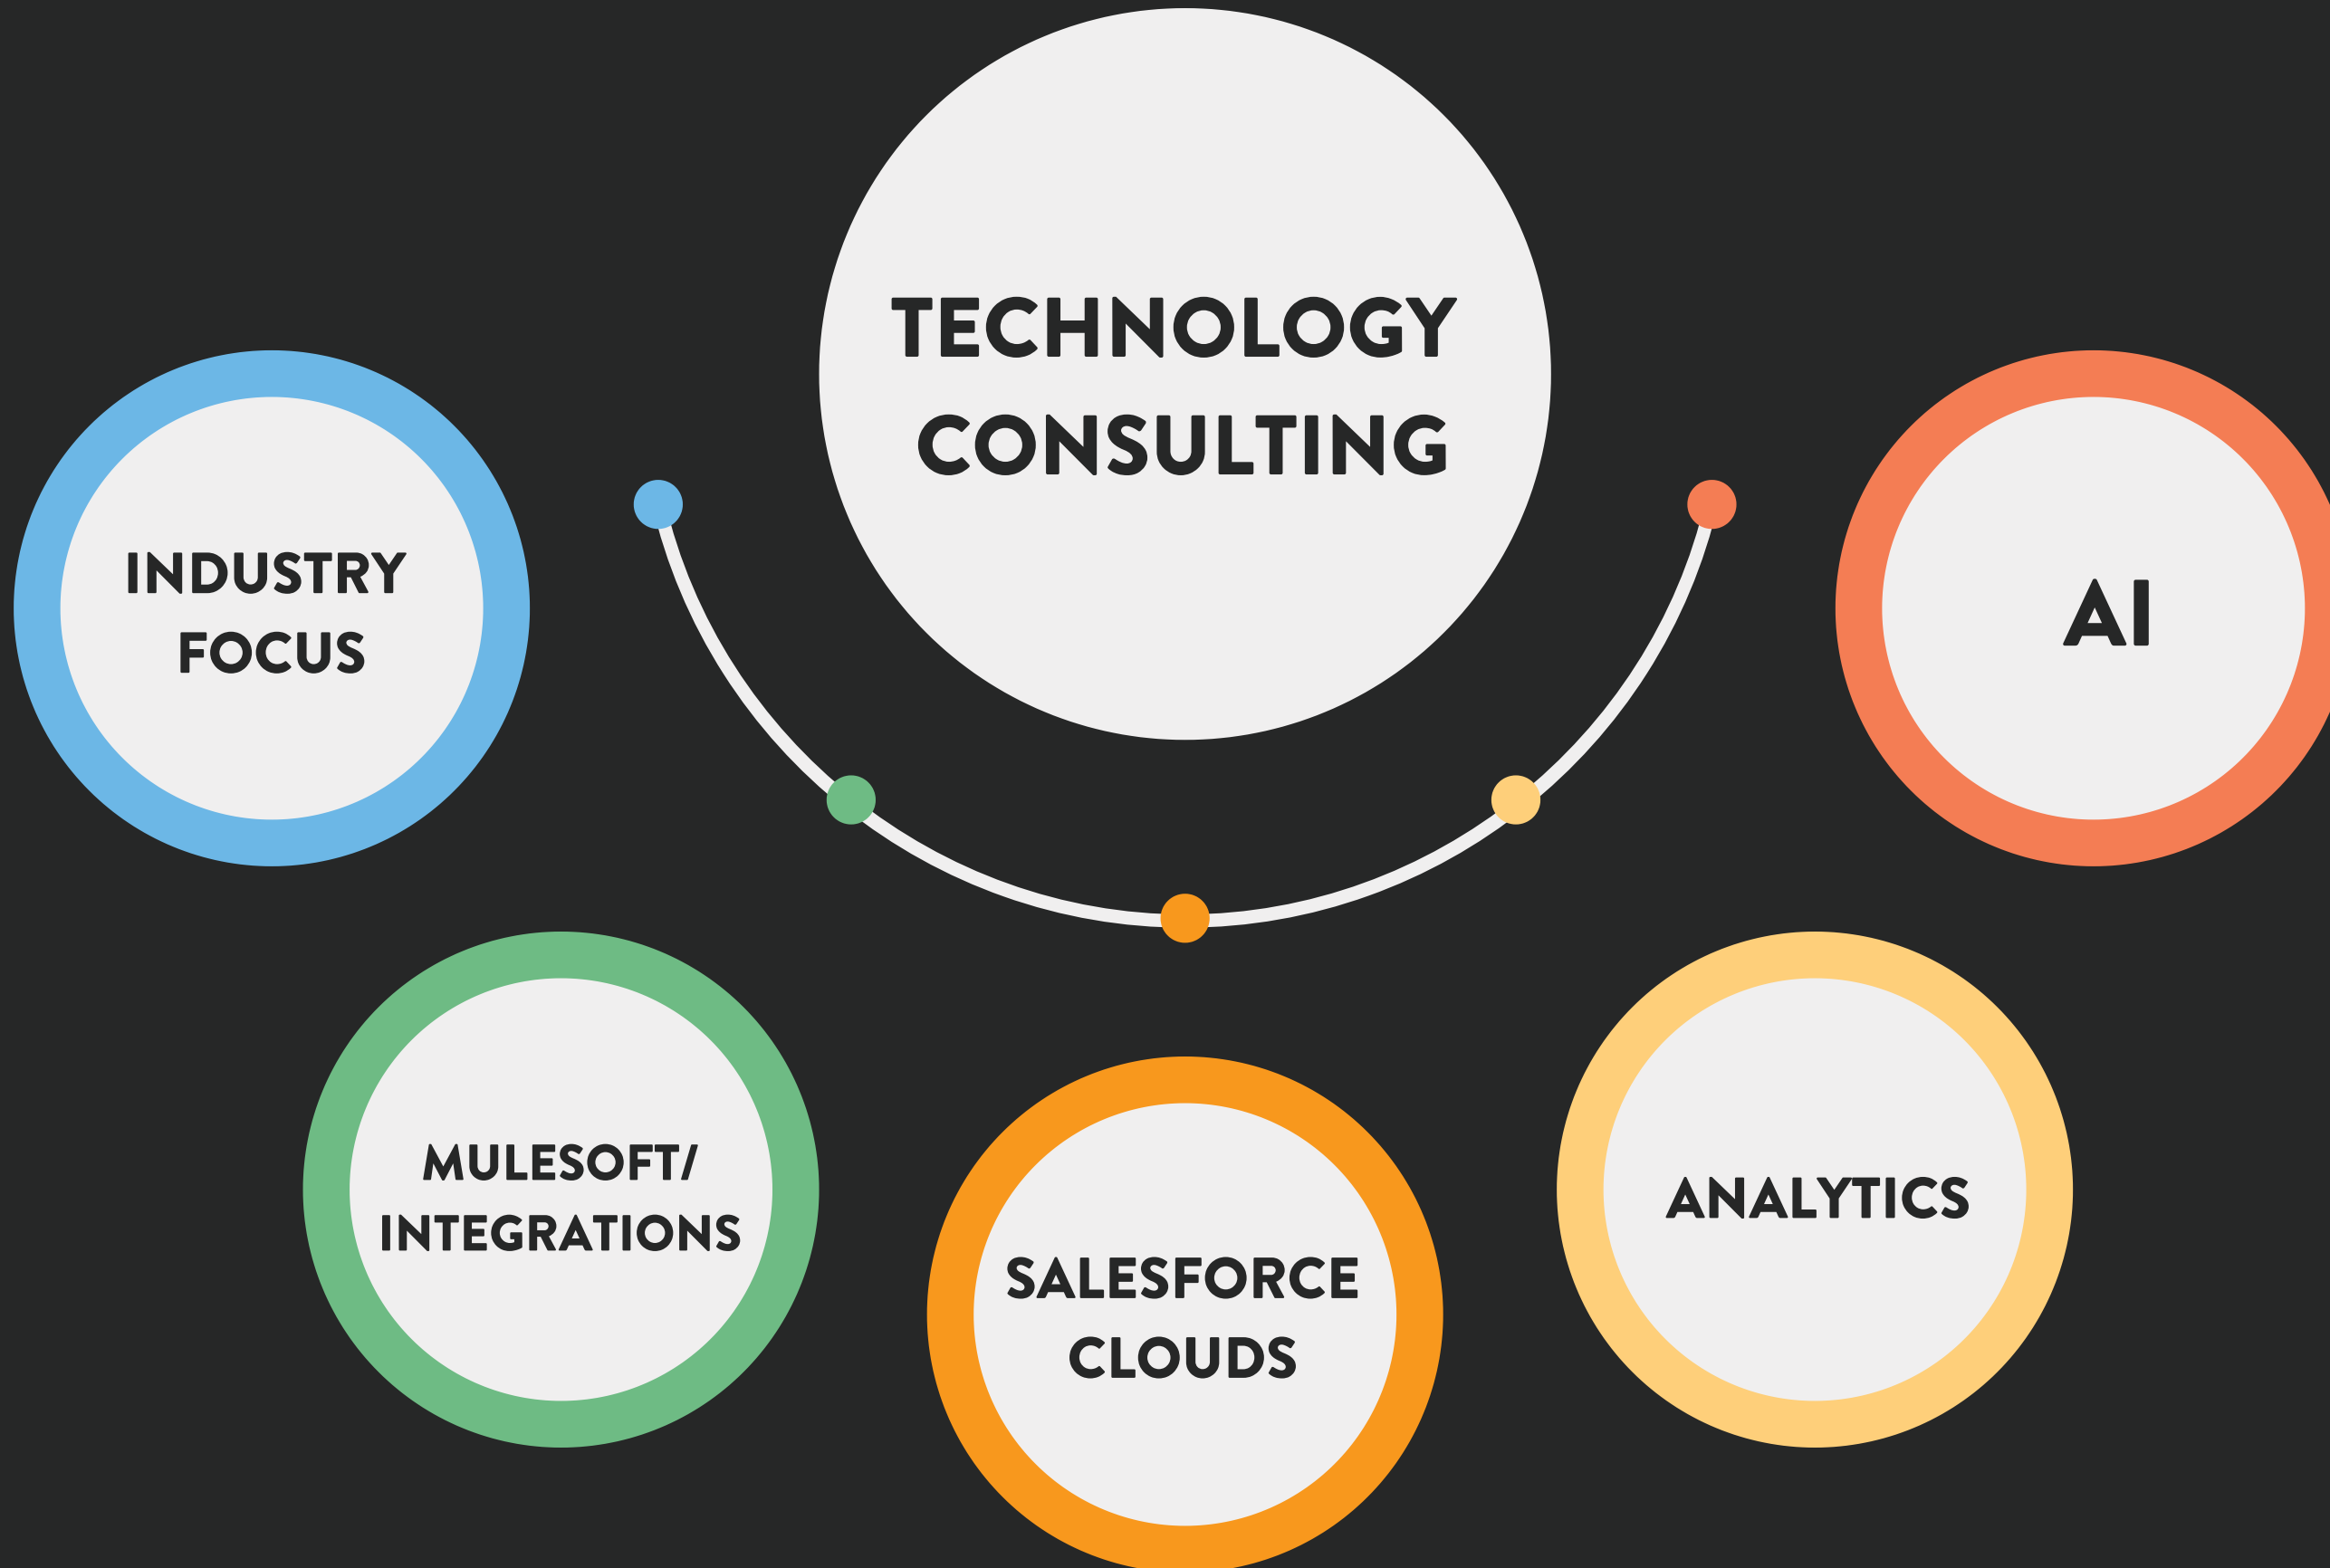 TECHNOLOGY
CONSULTING
INDUSTRY
FOCUS
MULESOFT/
INTEGRATIONS
SALESFORCE
CLOUDS
ANALYTICS
AI